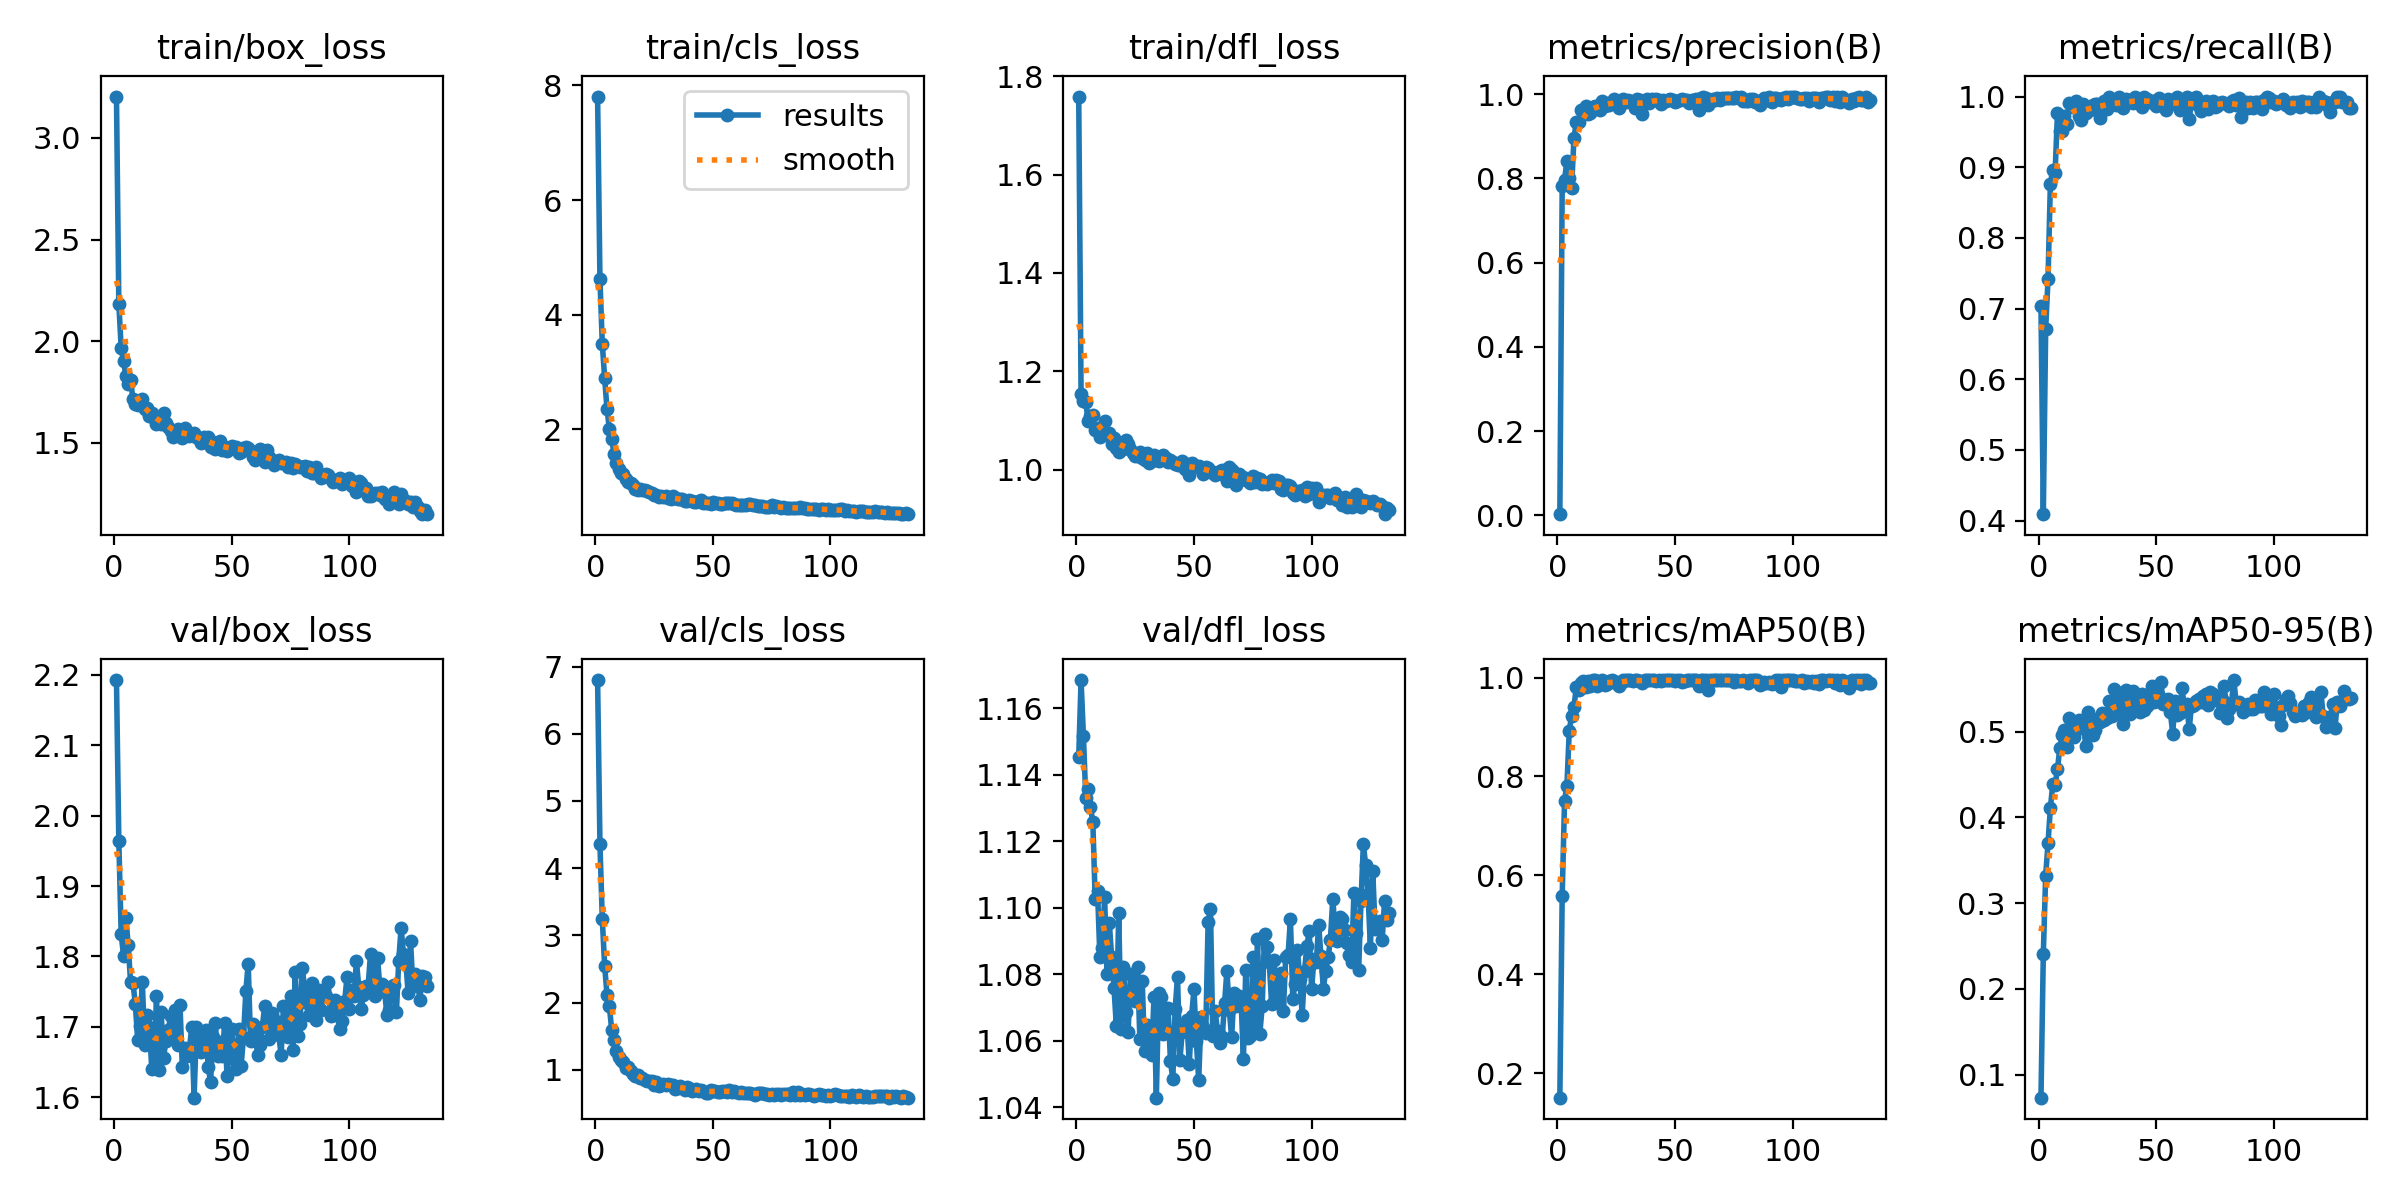 train/box_loss
3.0
2.5
2.0
1.5
0 50 100
train/cls_loss
8
6
4
2
0 50 100
results
smooth
train/dfl_loss
1.8
1.6
1.4
1.2
1.0
0 50 100
metrics/precision(B)
1.0
0.8
0.6
0.4
0.2
0.0
0 50 100
metrics/recall(B)
1.0
0.9
0.8
0.7
0.6
0.5
0.4
0 50 100
val/box_loss
2.2
2.1
2.0
1.9
1.8
1.7
1.6
0 50 100
val/cls_loss
7
6
5
4
3
2
1
0 50 100
val/dfl_loss
1.16
1.14
1.12
1.10
1.08
1.06
1.04
0 50 100
metrics/mAP50(B)
1.0
0.8
0.6
0.4
0.2
0 50 100
metrics/mAP50-95(B)
0.5
0.4
0.3
0.2
0.1
0 50 100